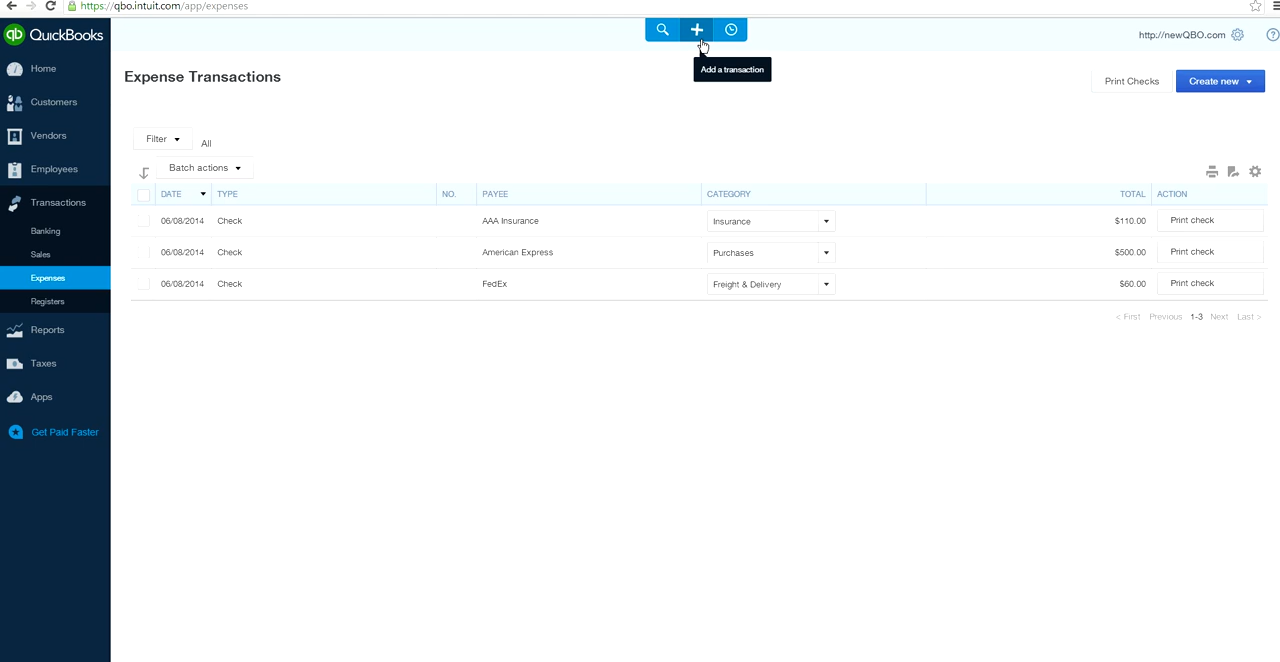 https://qbo.intuit.com/app/expenses
qb QuickBooks
http://newQBO.com
Add a transaction
Home
Customers
Vendors
Employees
Transactions
Banking
Sales
Expenses
Registers
Reports
Taxes
Apps
Get Paid Faster
Expense Transactions
Print Checks Create new
Filter All
Batch actions
DATE TYPE NO. PAYEE CATEGORY TOTAL ACTION
06/08/2014 Check AAA Insurance Insurance $110.00 Print check
06/08/2014 Check American Express Purchases $500.00 Print check
06/08/2014 Check FedEx Freight & Delivery $60.00 Print check
< First Previous 1-3 Next Last >